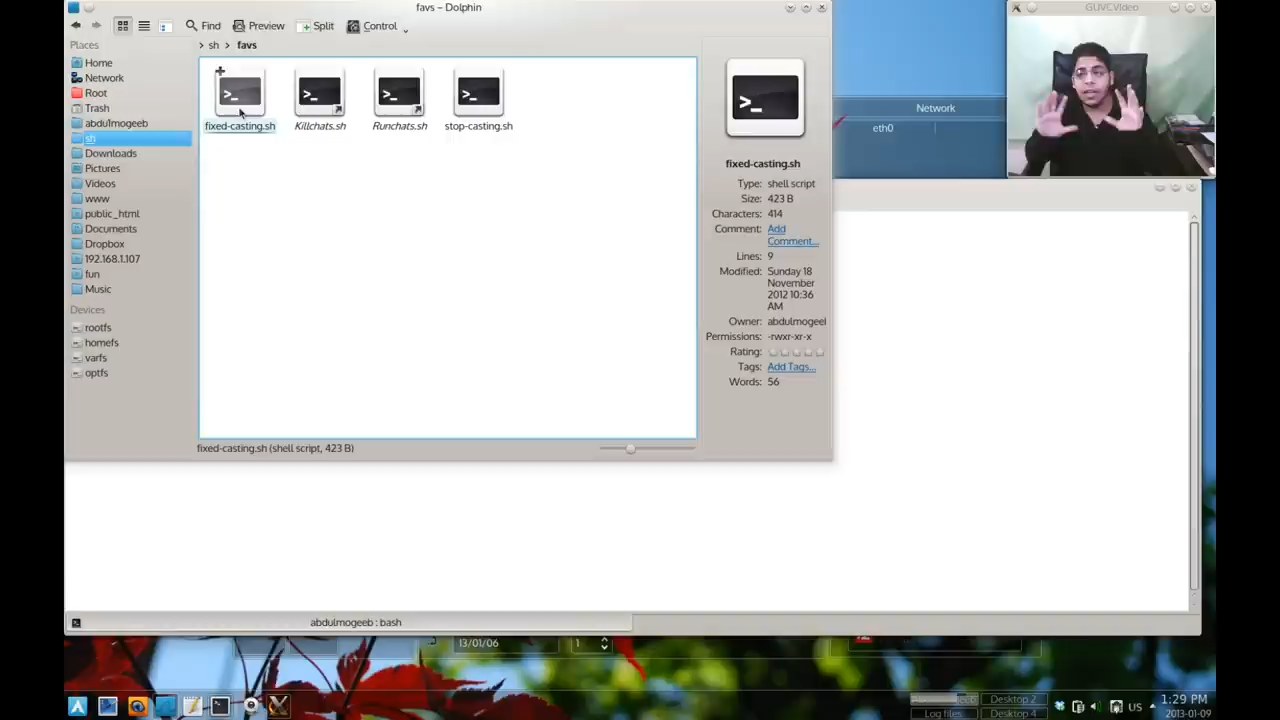 favs – Dolphin
GUVCVideo
Find
Preview
Split
Control
Places
sh
favs
Home
Network
Root
Trash
abdu1mogeeb
sh
Downloads
Pictures
Videos
www
public_html
Documents
Dropbox
192.168.1.107
fun
Music
Devices
rootfs
homefs
varfs
optfs
fixed-casting.sh
Killchats.sh
Runchats.sh
stop-casting.sh
fixed-casting.sh
Type: shell script
Size: 423 B
Characters: 414
Comment: Add
Comment...
Lines: 9
Modified: Sunday 18
November
2012 10:36
AM
Owner: abdulmogeel
Permissions: -rwxr-xr-x
Rating:
Tags: Add Tags...
Words: 56
fixed-casting.sh (shell script, 423 B)
Network
eth0
abdulmogeeb : bash
13/01/06
1
Desktop 2
Log files
Desktop 4
US
1:29 PM
2013-01-09